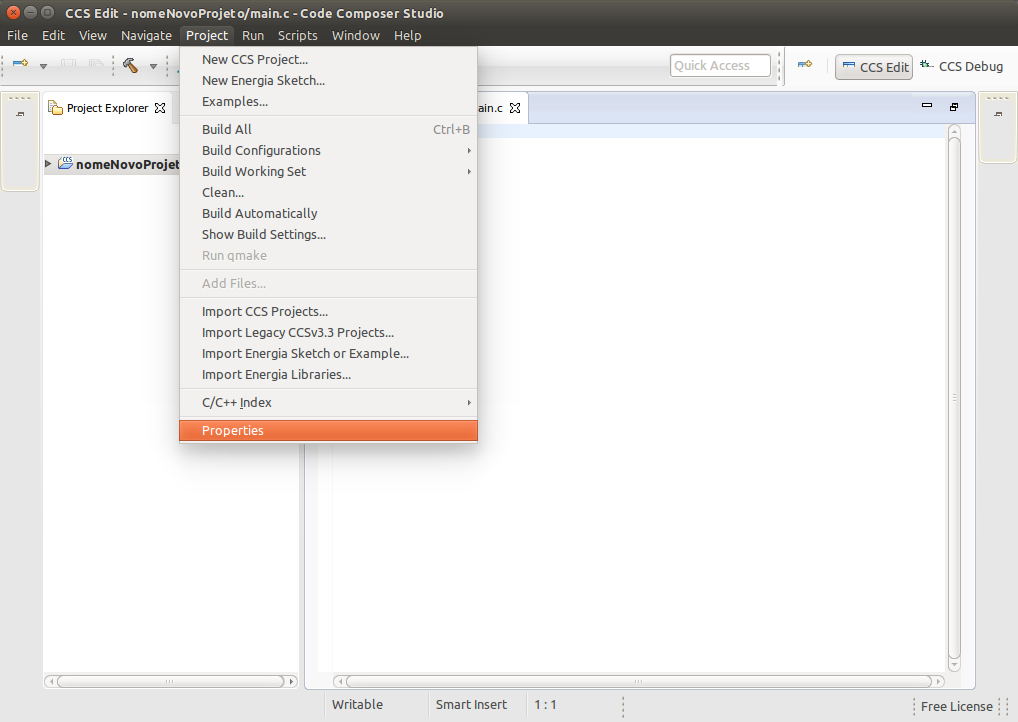 CCS Edit - nomeNovoProjeto/main.c - Code Composer Studio
File Edit View Navigate Project Run Scripts Window Help
Quick Access
CCS Edit
CCS Debug
Project Explorer
ain.c
nomeNovoProjet
New CCS Project...
New Energia Sketch...
Examples...
Build All Ctrl+B
Build Configurations
Build Working Set
Clean...
Build Automatically
Show Build Settings...
Run qmake
Add Files...
Import CCS Projects...
Import Legacy CCSv3.3 Projects...
Import Energia Sketch or Example...
Import Energia Libraries...
C/C++ Index
Properties
Writable Smart Insert 1 : 1 Free License